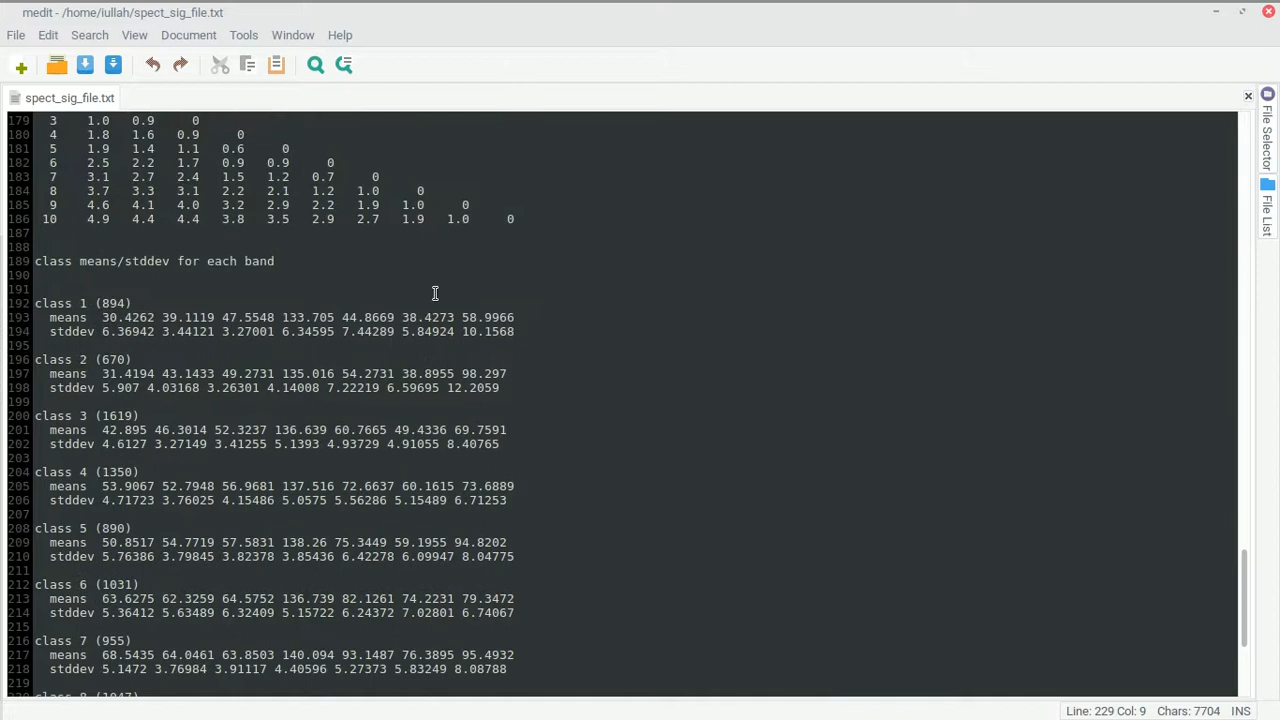 medit - /home/iullah/spect_sig_file.txt
File Edit Search View Document Tools Window Help
spect_sig_file.txt
179 3 1.0 0.9 0
180 4 1.8 1.6 0.9 0
181 5 1.9 1.4 1.1 0.6 0
182 6 2.5 2.2 1.7 0.9 0.9 0
183 7 3.1 2.7 2.4 1.5 1.2 0.7 0
184 8 3.7 3.3 3.1 2.2 2.1 1.2 1.0 0
185 9 4.6 4.1 4.0 3.2 2.9 2.2 1.9 1.0 0
186 10 4.9 4.4 4.4 3.8 3.5 2.9 2.7 1.9 1.0 0
187
188
189 class means/stddev for each band
190
191
192 class 1 (894)
193 means 30.4262 39.1119 47.5548 133.705 44.8669 38.4273 58.9966
194 stddev 6.36942 3.44121 3.27001 6.34595 7.44289 5.84924 10.1568
195
196 class 2 (670)
197 means 31.4194 43.1433 49.2731 135.016 54.2731 38.8955 98.297
198 stddev 5.907 4.03168 3.26301 4.14008 7.22219 6.59695 12.2059
199
200 class 3 (1619)
201 means 42.895 46.3014 52.3237 136.639 60.7665 49.4336 69.7591
202 stddev 4.6127 3.27149 3.41255 5.1393 4.93729 4.91055 8.40765
203
204 class 4 (1350)
205 means 53.9067 52.7948 56.9681 137.516 72.6637 60.1615 73.6889
206 stddev 4.71723 3.76025 4.15486 5.0575 5.56286 5.15489 6.71253
207
208 class 5 (890)
209 means 50.8517 54.7719 57.5831 138.26 75.3449 59.1955 94.8202
210 stddev 5.76386 3.79845 3.82378 3.85436 6.42278 6.09947 8.04775
211
212 class 6 (1031)
213 means 63.6275 62.3259 64.5752 136.739 82.1261 74.2231 79.3472
214 stddev 5.36412 5.63489 6.32409 5.15722 6.24372 7.02801 6.74067
215
216 class 7 (955)
217 means 68.5435 64.0461 63.8503 140.094 93.1487 76.3895 95.4932
218 stddev 5.1472 3.76984 3.91117 4.40596 5.27373 5.83249 8.08788
219
220 class 8 (1047)
File Selector
File List
Line: 229 Col: 9 Chars: 7704 INS